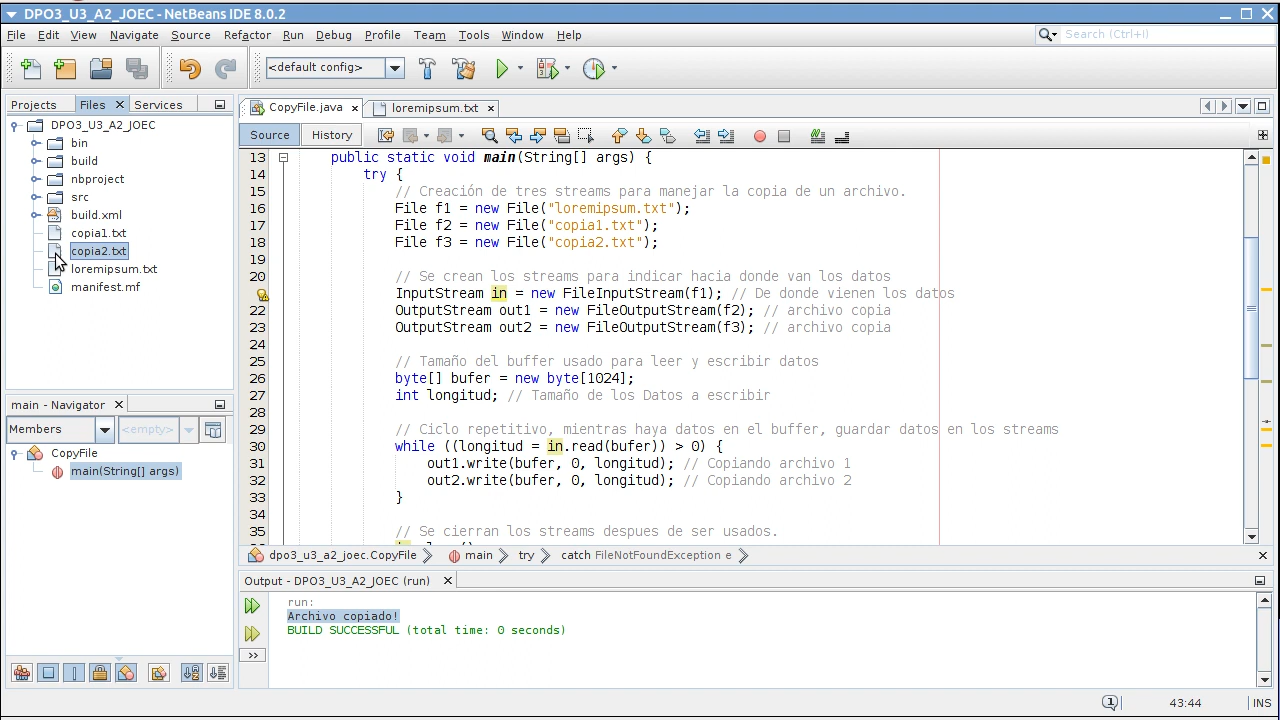 DPO3_U3_A2_JOEC - NetBeans IDE 8.0.2
File Edit View Navigate Source Refactor Run Debug Profile Team Tools Window Help
Search (Ctrl+I)
<default config>
Projects Files Services
CopyFile.java loremipsum.txt
Source History
DPO3_U3_A2_JOEC
bin
build
nbproject
src
build.xml
copia1.txt
copia2.txt
loremipsum.txt
manifest.mf
main - Navigator
Members <empty>
CopyFile
main(String[] args)
13 public static void main(String[] args) {
14 try {
15 // Creación de tres streams para manejar la copia de un archivo.
16 File f1 = new File("loremipsum.txt");
17 File f2 = new File("copia1.txt");
18 File f3 = new File("copia2.txt");
19
20 // Se crean los streams para indicar hacia donde van los datos
InputStream in = new FileInputStream(f1); // De donde vienen los datos
22 OutputStream out1 = new FileOutputStream(f2); // archivo copia
23 OutputStream out2 = new FileOutputStream(f3); // archivo copia
24
25 // Tamaño del buffer usado para leer y escribir datos
26 byte[] bufer = new byte[1024];
27 int longitud; // Tamaño de los Datos a escribir
28
29 // Ciclo repetitivo, mientras haya datos en el buffer, guardar datos en los streams
30 while ((longitud = in.read(bufer)) > 0) {
31 out1.write(bufer, 0, longitud); // Copiando archivo 1
32 out2.write(bufer, 0, longitud); // Copiando archivo 2
33 }
34
35 // Se cierran los streams despues de ser usados.
dpo3_u3_a2_joec.CopyFile main try catch FileNotFoundException e
Output - DPO3_U3_A2_JOEC (run)
run:
Archivo copiado!
BUILD SUCCESSFUL (total time: 0 seconds)
43:44 INS